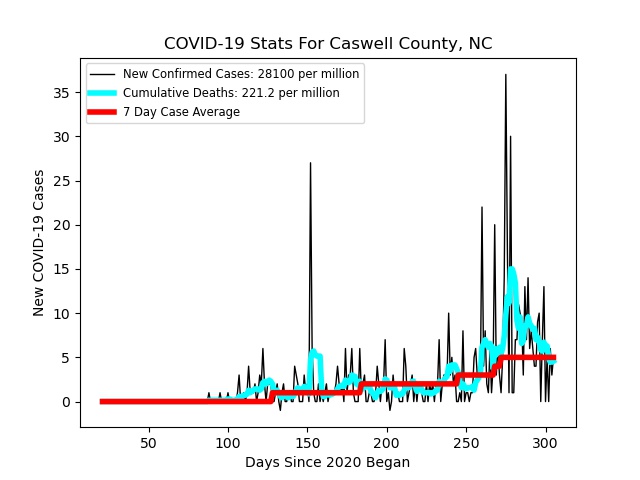 COVID-19 Stats For Caswell County, NC
New Confirmed Cases: 28100 per million
Cumulative Deaths: 221.2 per million
7 Day Case Average
New COVID-19 Cases
35
30
25
20
15
10
5
0
50 100 150 200 250 300
Days Since 2020 Began